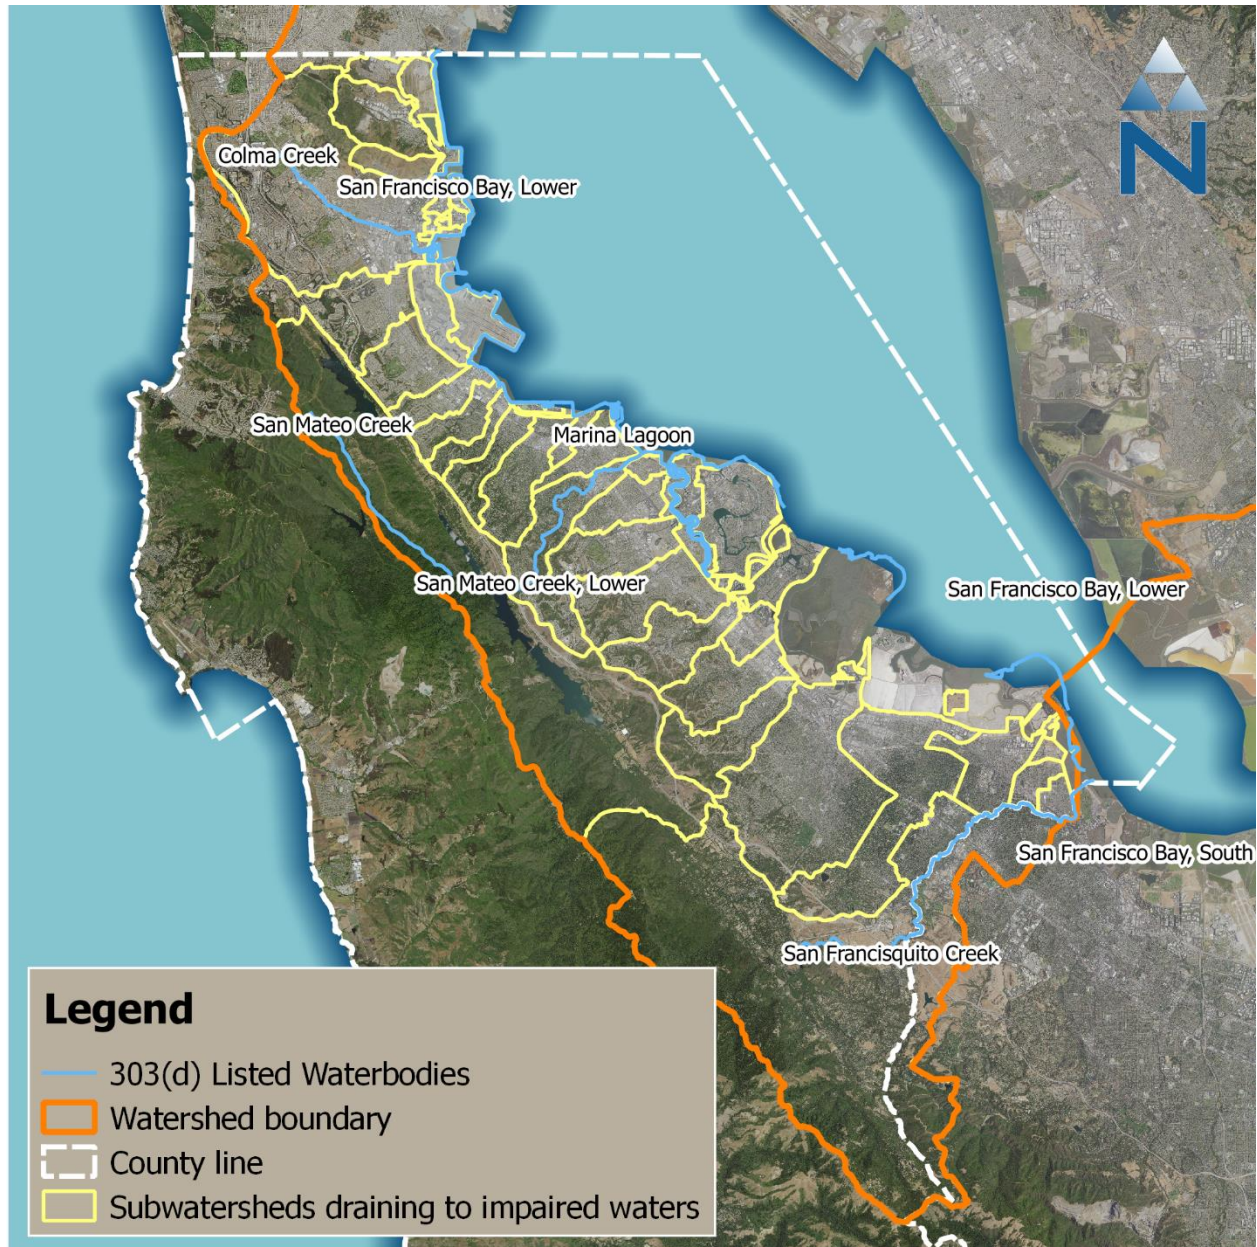 N
Colma Creek
San Francisco Bay, Lower
San Mateo Creek
Marina Lagoon
San Mateo Creek, Lower
San Francisco Bay, Lower
San Francisco Bay, South
San Francisquito Creek
Legend
303(d) Listed Waterbodies
Watershed boundary
County line
Subwatersheds draining to impaired waters